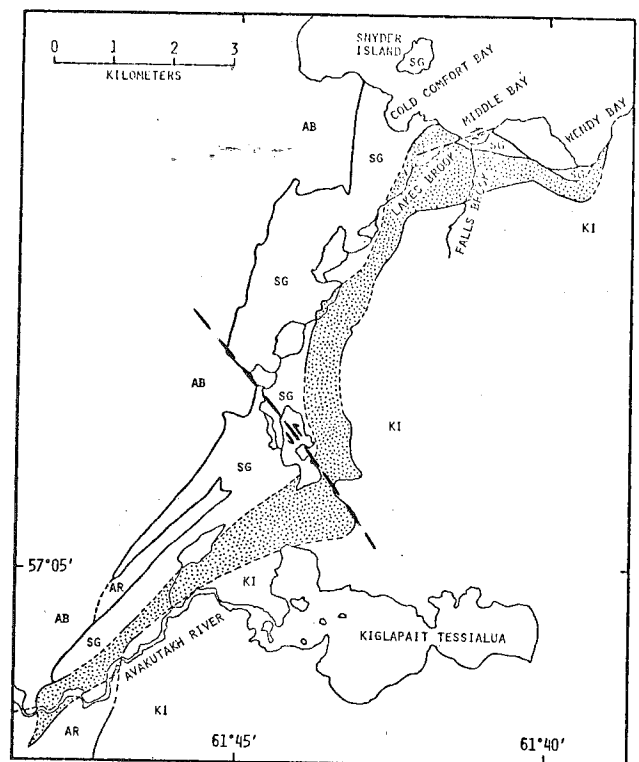 0 1 2 3
KILOMETERS
SNYDER
ISLAND
SG
COLD COMFORT BAY
MIDDLE BAY
WENDY BAY
AB
SG
SG
SG
LAKES BROOK
FALLS BROOK
KI
SG
AB
SG
KI
SG
57°05'
AR
KI
AB
SG
AVAKUTAKH RIVER
KIGLAPAIT TESSIALUA
AR
KI
61°45'
61°40'